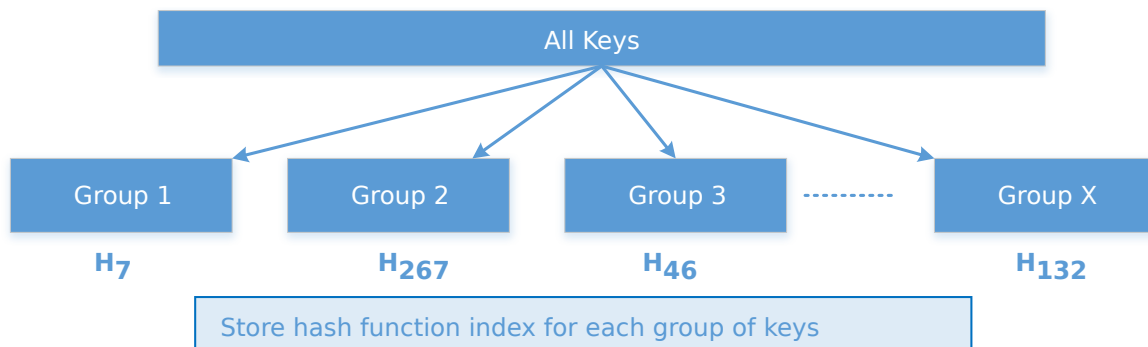 All Keys
Group 1 Group 2 Group 3 Group X
H7 H267 H46 H132
Store hash function index for each group of keys